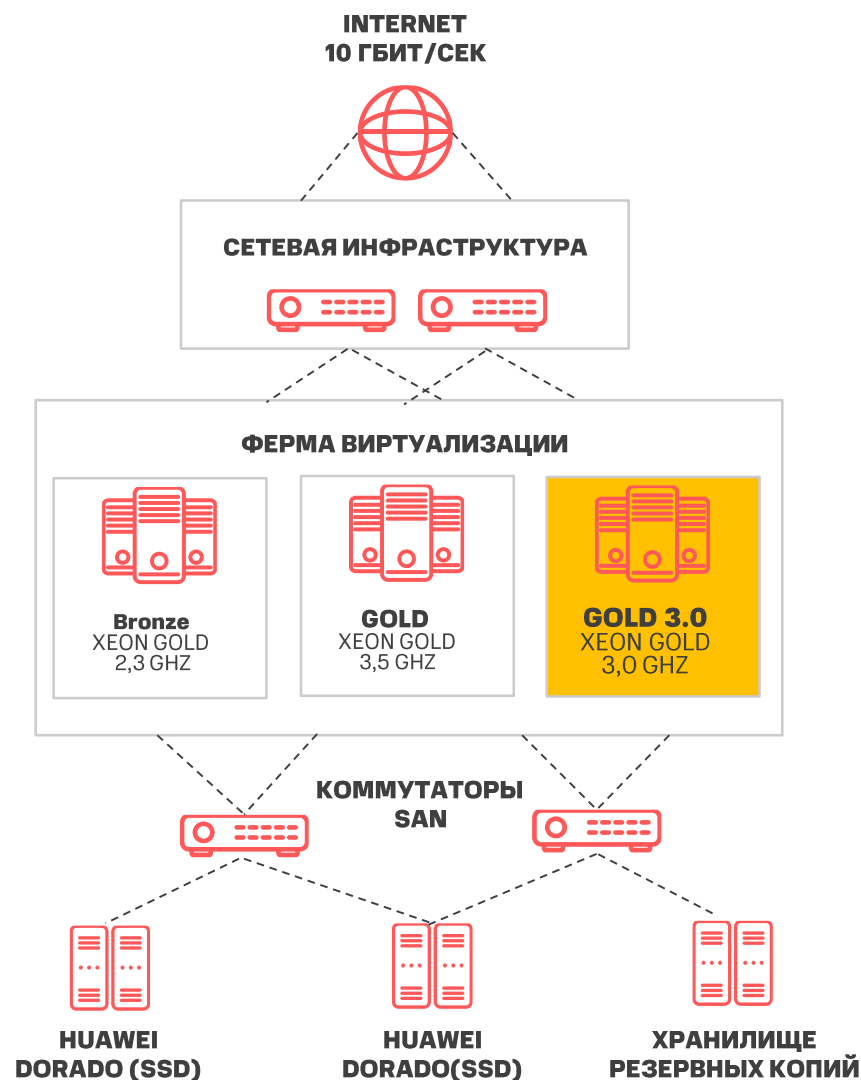 INTERNET
10 ГБИТ/СЕК
СЕТЕВАЯ ИНФРАСТРУКТУРА
ФЕРМА ВИРТУАЛИЗАЦИИ
Bronze
XEON GOLD
2,3 GHZ
GOLD
XEON GOLD
3,5 GHZ
GOLD 3.0
XEON GOLD
3,0 GHZ
КОММУТАТОРЫ
SAN
HUAWEI
DORADO (SSD)
HUAWEI
DORADO(SSD)
ХРАНИЛИЩЕ
РЕЗЕРВНЫХ КОПИЙ